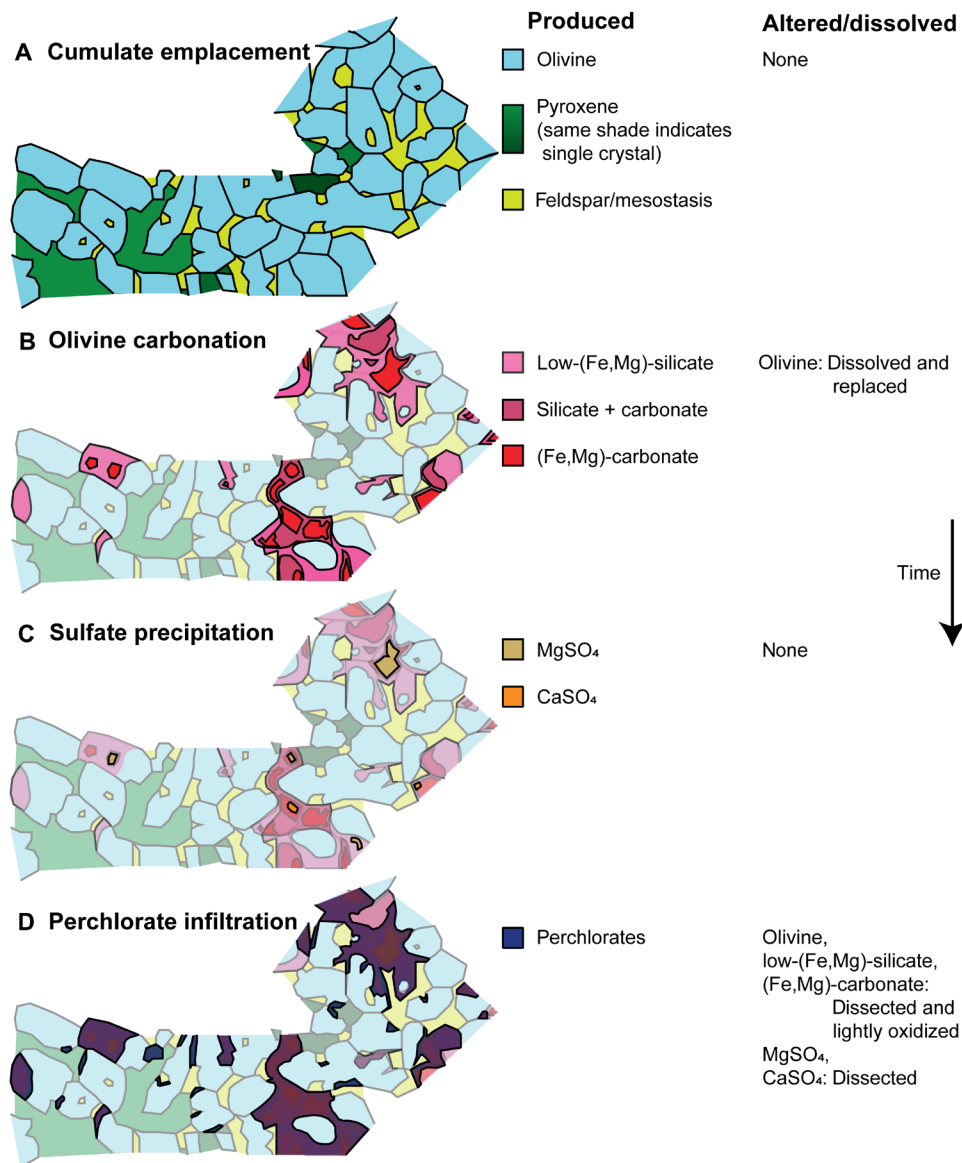 Produced
Altered/dissolved
A Cumulate emplacement
Olivine
None
Pyroxene
(same shade indicates
single crystal)
Feldspar/mesostasis
B Olivine carbonation
Low-(Fe,Mg)-silicate
Olivine: Dissolved and
replaced
Silicate + carbonate
(Fe,Mg)-carbonate
Time
C Sulfate precipitation
MgSO₄
None
CaSO₄
D Perchlorate infiltration
Perchlorates
Olivine,
low-(Fe,Mg)-silicate,
(Fe,Mg)-carbonate:
Dissected and
lightly oxidized
MgSO₄,
CaSO₄: Dissected